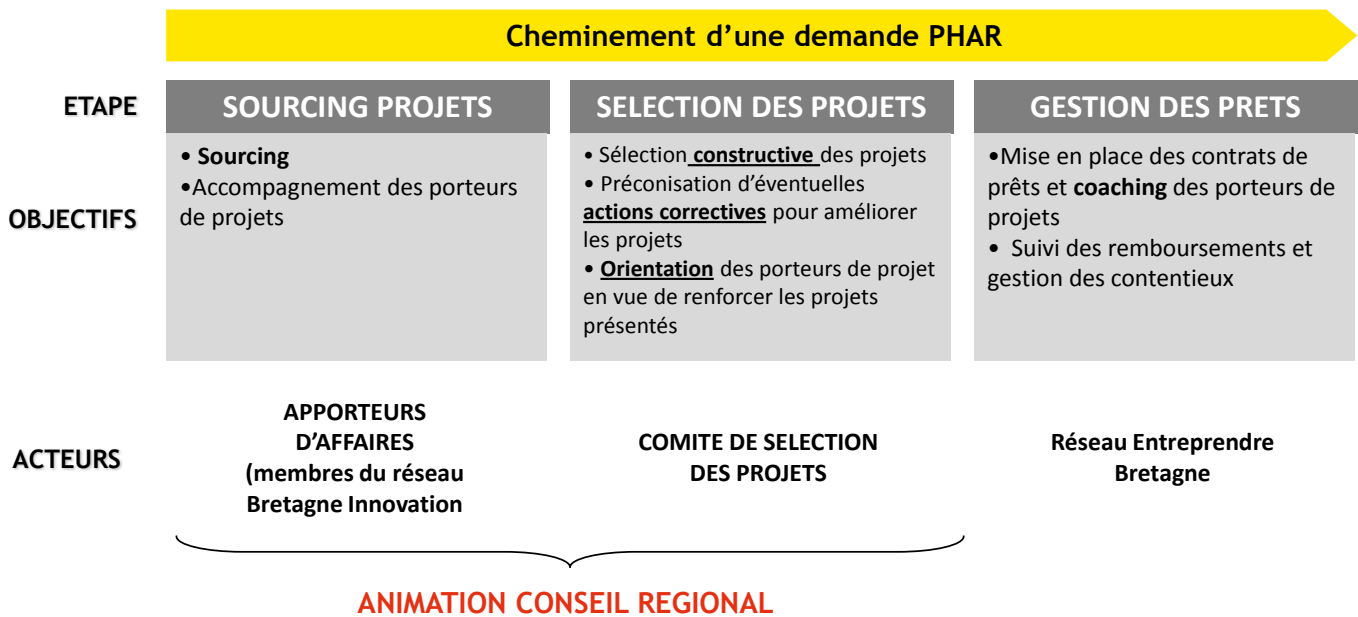 Cheminement d'une demande PHAR
ETAPE
SOURCING PROJETS
SELECTION DES PROJETS
GESTION DES PRETS
OBJECTIFS
• Sourcing
•Accompagnement des porteurs
de projets
• Sélection constructive des projets
• Préconisation d'éventuelles
actions correctives pour améliorer
les projets
• Orientation des porteurs de projet
en vue de renforcer les projets
présentés
•Mise en place des contrats de
prêts et coaching des porteurs de
projets
• Suivi des remboursements et
gestion des contentieux
ACTEURS
APPORTEURS
D'AFFAIRES
(membres du réseau
Bretagne Innovation
COMITE DE SELECTION
DES PROJETS
Réseau Entreprendre
Bretagne
ANIMATION CONSEIL REGIONAL